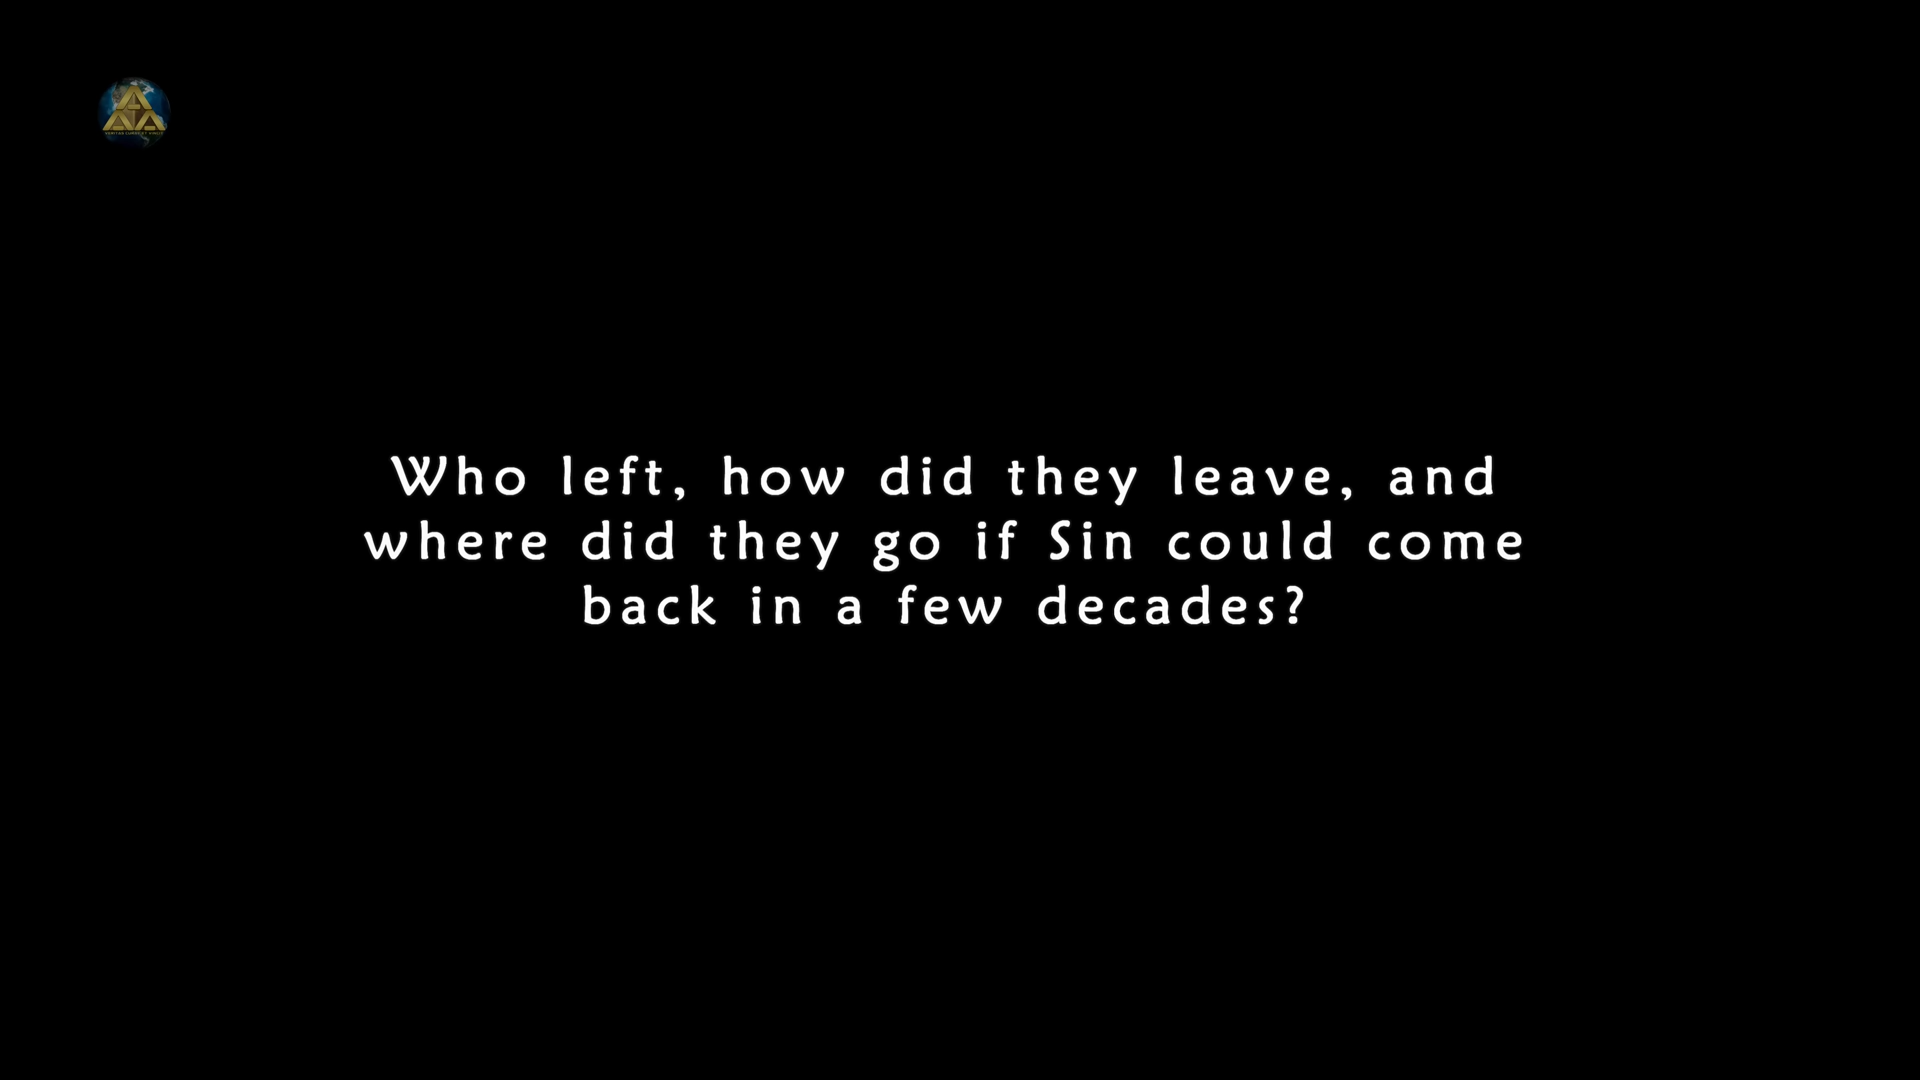 Who left, how did they leave, and
where did they go if Sin could come
back in a few decades?